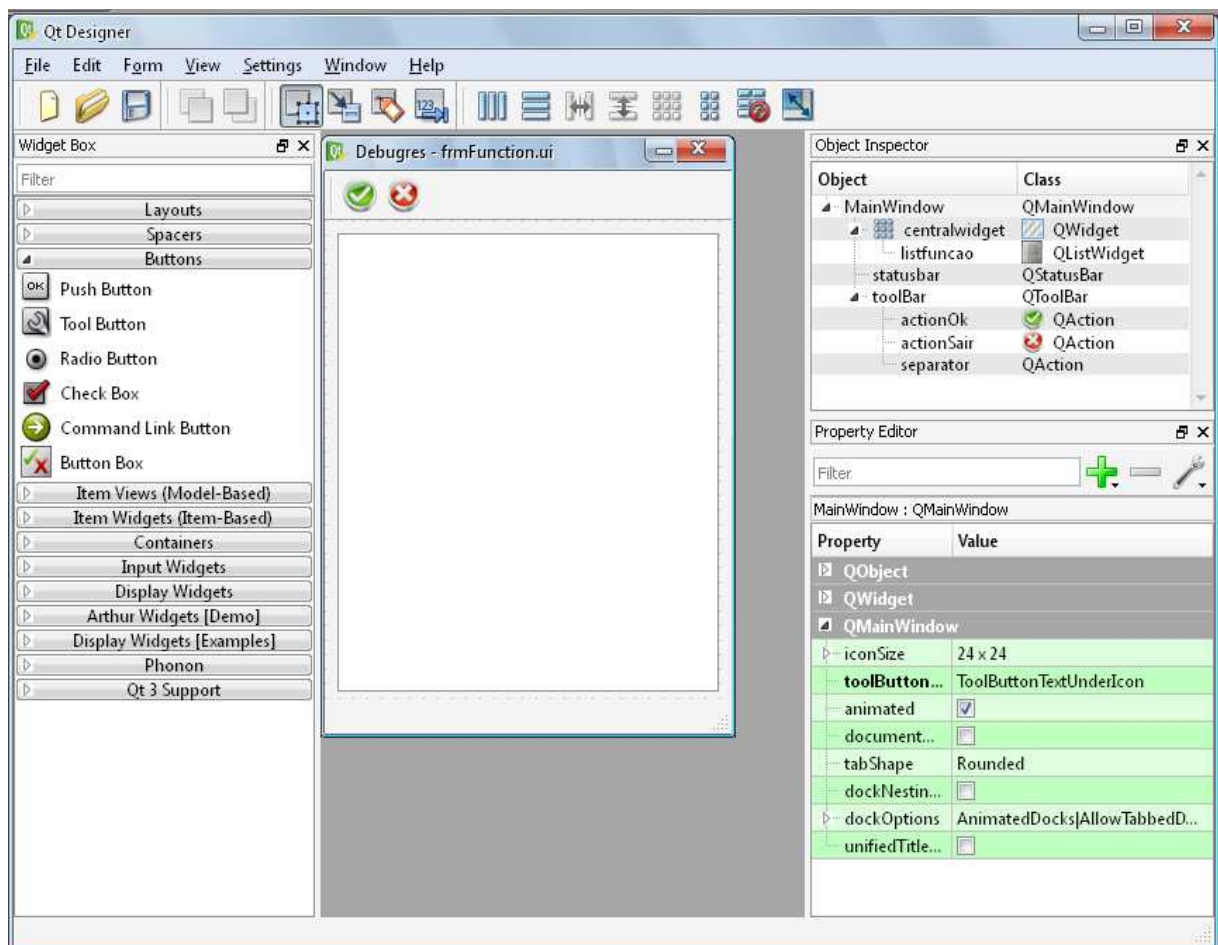 Qt Designer
File Edit Form View Settings Window Help
123
Widget Box
Filter
Layouts
Spacers
Buttons
OK Push Button
Tool Button
Radio Button
Check Box
Command Link Button
Button Box
Item Views (Model-Based)
Item Widgets (Item-Based)
Containers
Input Widgets
Display Widgets
Arthur Widgets [Demo]
Display Widgets [Examples]
Phonon
Qt 3 Support
Debugres - frmFunction.ui
Object Inspector
Object Class
MainWindow QMainWindow
centralwidget QWidget
listfuncao QListWidget
statusbar QStatusBar
toolBar QToolBar
actionOk QAction
actionSair QAction
separator QAction
Property Editor
Filter
MainWindow : QMainWindow
Property Value
QObject
QWidget
QMainWindow
iconSize 24 x 24
toolButton... ToolButtonTextUnderIcon
animated
document...
tabShape Rounded
dockNestin...
dockOptions AnimatedDocks|AllowTabbedD...
unifiedTitle...